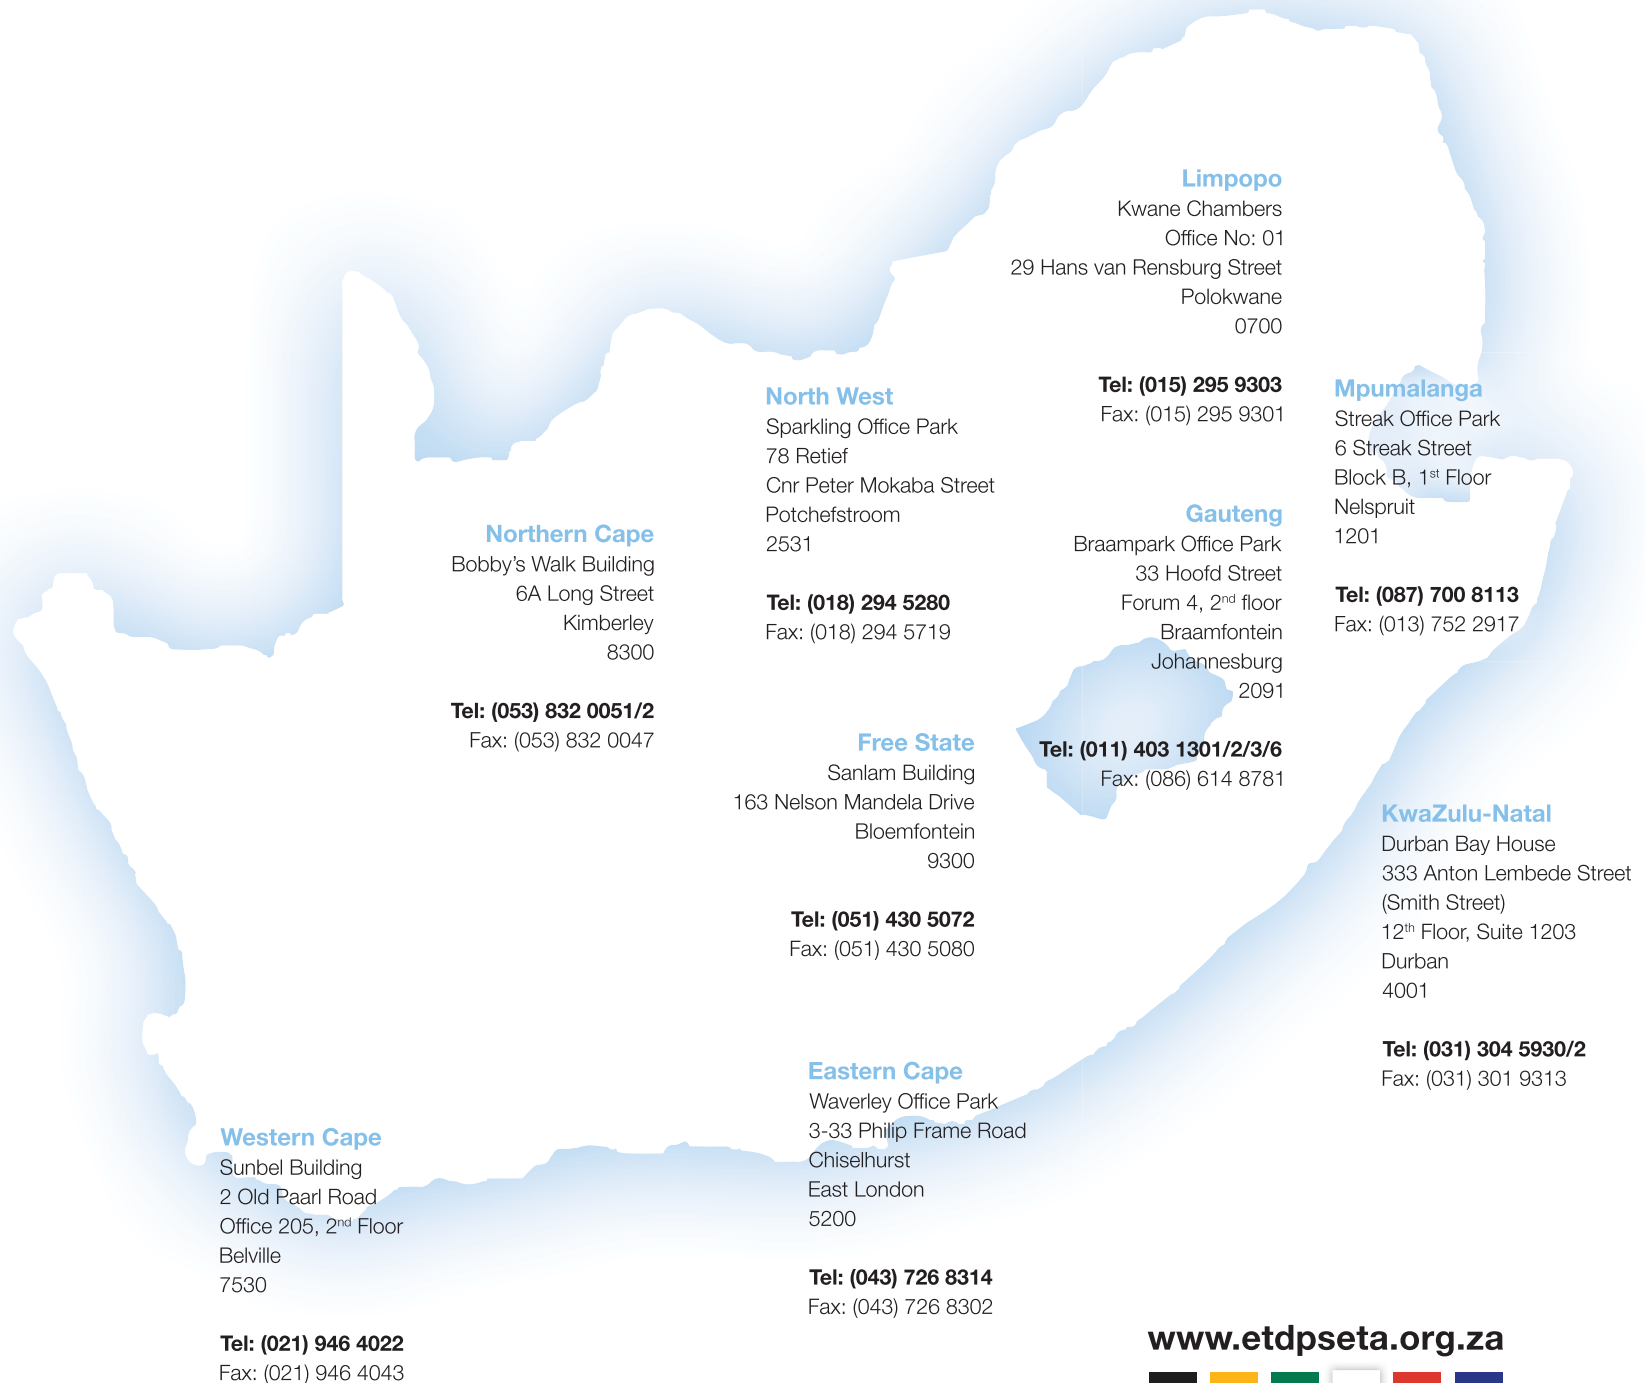 Limpopo
Kwane Chambers
Office No: 01
29 Hans van Rensburg Street
Polokwane
0700
Tel: (015) 295 9303
Fax: (015) 295 9301
Mpumalanga
Streak Office Park
6 Streak Street
Block B, 1st Floor
Nelspruit
1201
Tel: (087) 700 8113
Fax: (013) 752 2917
North West
Sparkling Office Park
78 Retief
Cnr Peter Mokaba Street
Potchefstroom
2531
Tel: (018) 294 5280
Fax: (018) 294 5719
Gauteng
Braampark Office Park
33 Hoofd Street
Forum 4, 2nd floor
Braamfontein
Johannesburg
2091
Tel: (011) 403 1301/2/3/6
Fax: (086) 614 8781
Northern Cape
Bobby’s Walk Building
6A Long Street
Kimberley
8300
Tel: (053) 832 0051/2
Fax: (053) 832 0047
Free State
Sanlam Building
163 Nelson Mandela Drive
Bloemfontein
9300
Tel: (051) 430 5072
Fax: (051) 430 5080
KwaZulu-Natal
Durban Bay House
333 Anton Lembede Street
(Smith Street)
12th Floor, Suite 1203
Durban
4001
Tel: (031) 304 5930/2
Fax: (031) 301 9313
Eastern Cape
Waverley Office Park
3-33 Philip Frame Road
Chiselhurst
East London
5200
Tel: (043) 726 8314
Fax: (043) 726 8302
Western Cape
Sunbel Building
2 Old Paarl Road
Office 205, 2nd Floor
Belville
7530
Tel: (021) 946 4022
Fax: (021) 946 4043
www.etdpseta.org.za